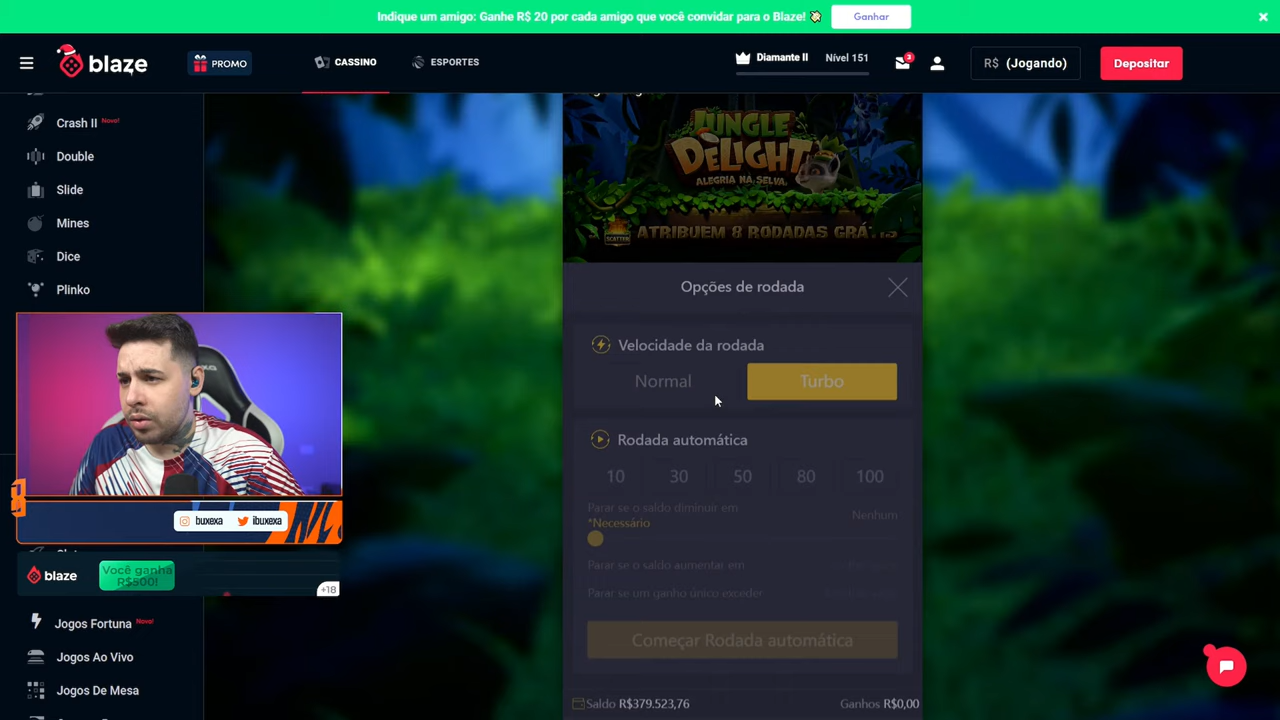 Indique um amigo: Ganhe R$ 20 por cada amigo que você convidar para o Blaze!
Ganhar
blaze
PROMO
CASSINO
ESPORTES
Diamante II
Nível 151
3
R$ (Jogando)
Depositar
Crash II Novo!
Double
Slide
Mines
Dice
Plinko
JUNGLE
DELIGHT
ALEGRIA NA SELVA
SCATTER
ATRIBUEM 8 RODADAS GRÁTIS
Opções de rodada
Velocidade da rodada
Normal
Turbo
Rodada automática
10
30
50
80
100
Parar se o saldo diminuir em
*Necessário
Nenhum
Parar se o saldo aumentar em
Parar se um ganho único exceder
Começar Rodada automática
Saldo R$379.523,76
Ganhos R$0,00
buxexa
ibuxexa
blaze
Você ganha
R$500!
+18
Jogos Fortuna Novo!
Jogos Ao Vivo
Jogos De Mesa